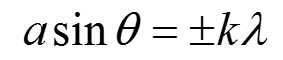 a sin θ = ±kλ